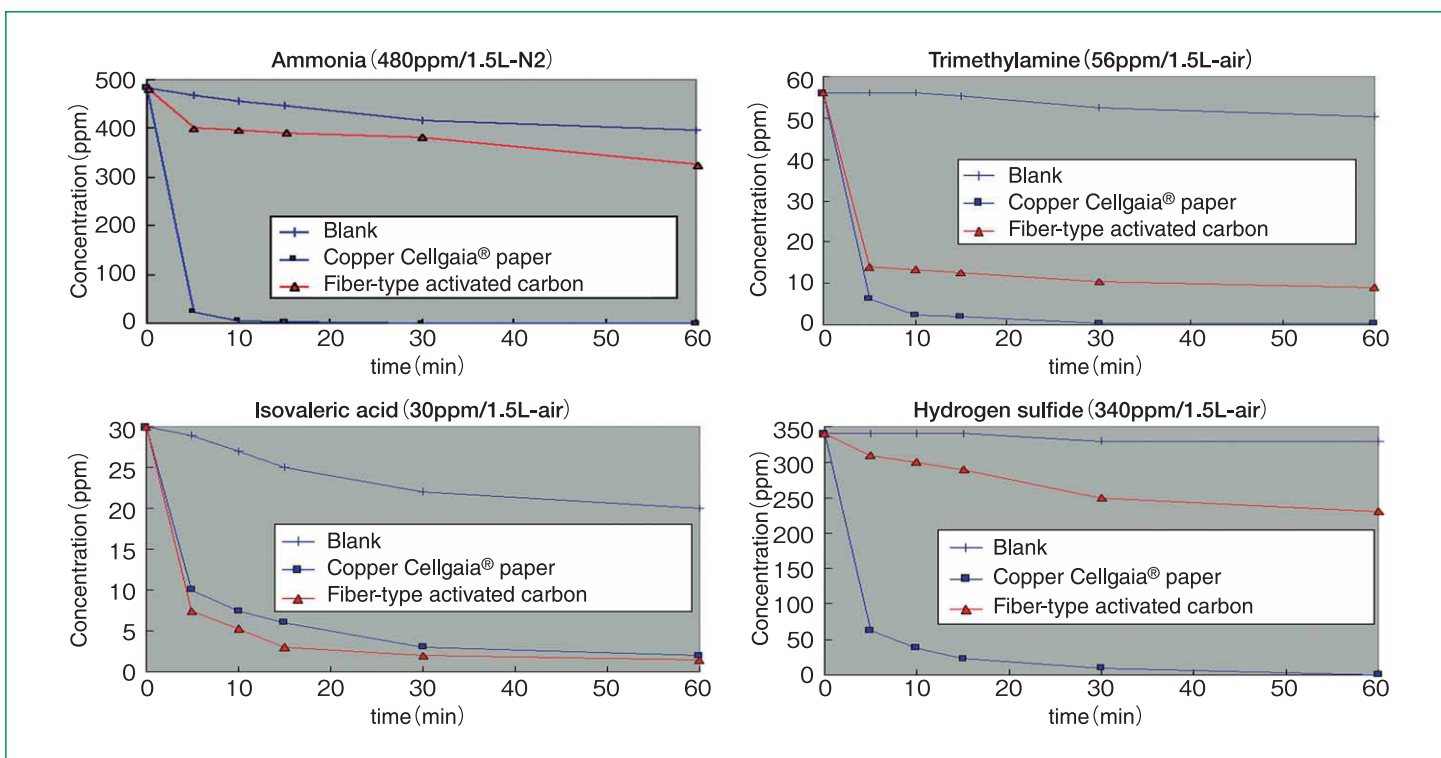 Ammonia (480ppm/1.5L-N2)
Concentration (ppm)
500
400
300
200
100
0
Blank
Copper Cellgaia® paper
Fiber-type activated carbon
0 10 20 30 40 50 60
time (min)
Trimethylamine (56ppm/1.5L-air)
Concentration (ppm)
60
50
40
30
20
10
0
Blank
Copper Cellgaia® paper
Fiber-type activated carbon
0 10 20 30 40 50 60
time (min)
Isovaleric acid (30ppm/1.5L-air)
Concentration (ppm)
30
25
20
15
10
5
0
Blank
Copper Cellgaia® paper
Fiber-type activated carbon
0 10 20 30 40 50 60
time (min)
Hydrogen sulfide (340ppm/1.5L-air)
Concentration (ppm)
350
300
250
200
150
100
50
0
Blank
Copper Cellgaia® paper
Fiber-type activated carbon
0 10 20 30 40 50 60
time (min)